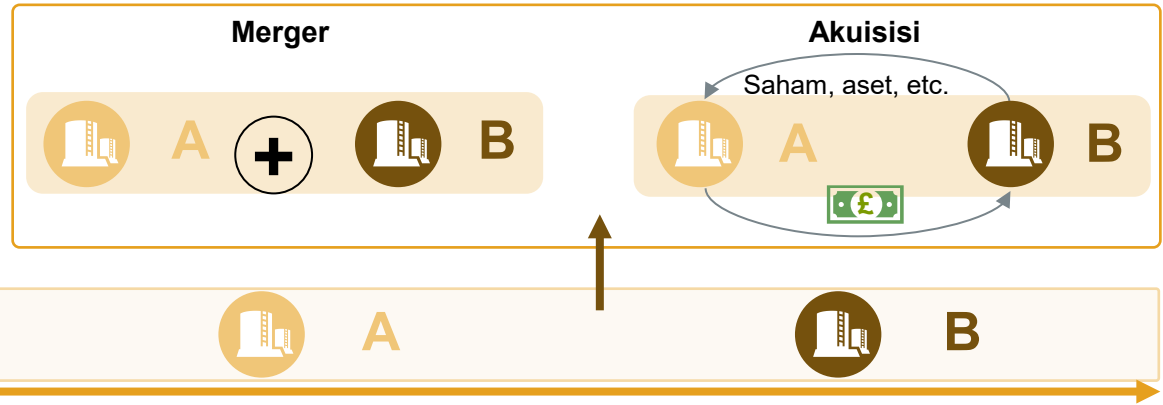 Merger
Akuisisi
Saham, aset, etc.
A + B
A B
£
A B